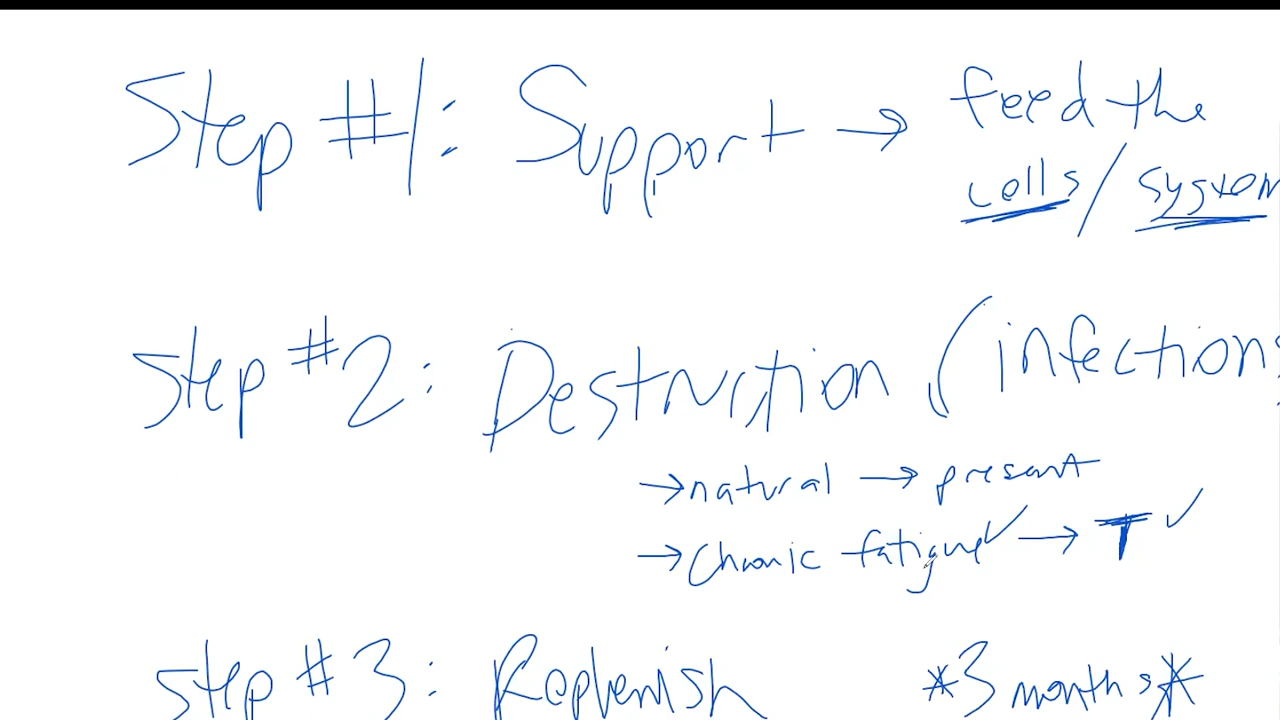 Step #1: Support → feed the
cells/system
Step #2: Destruction (infections
→ natural → present
→ Chronic fatigue ✓ → T ✓
Step #3: Replenish *3 months*